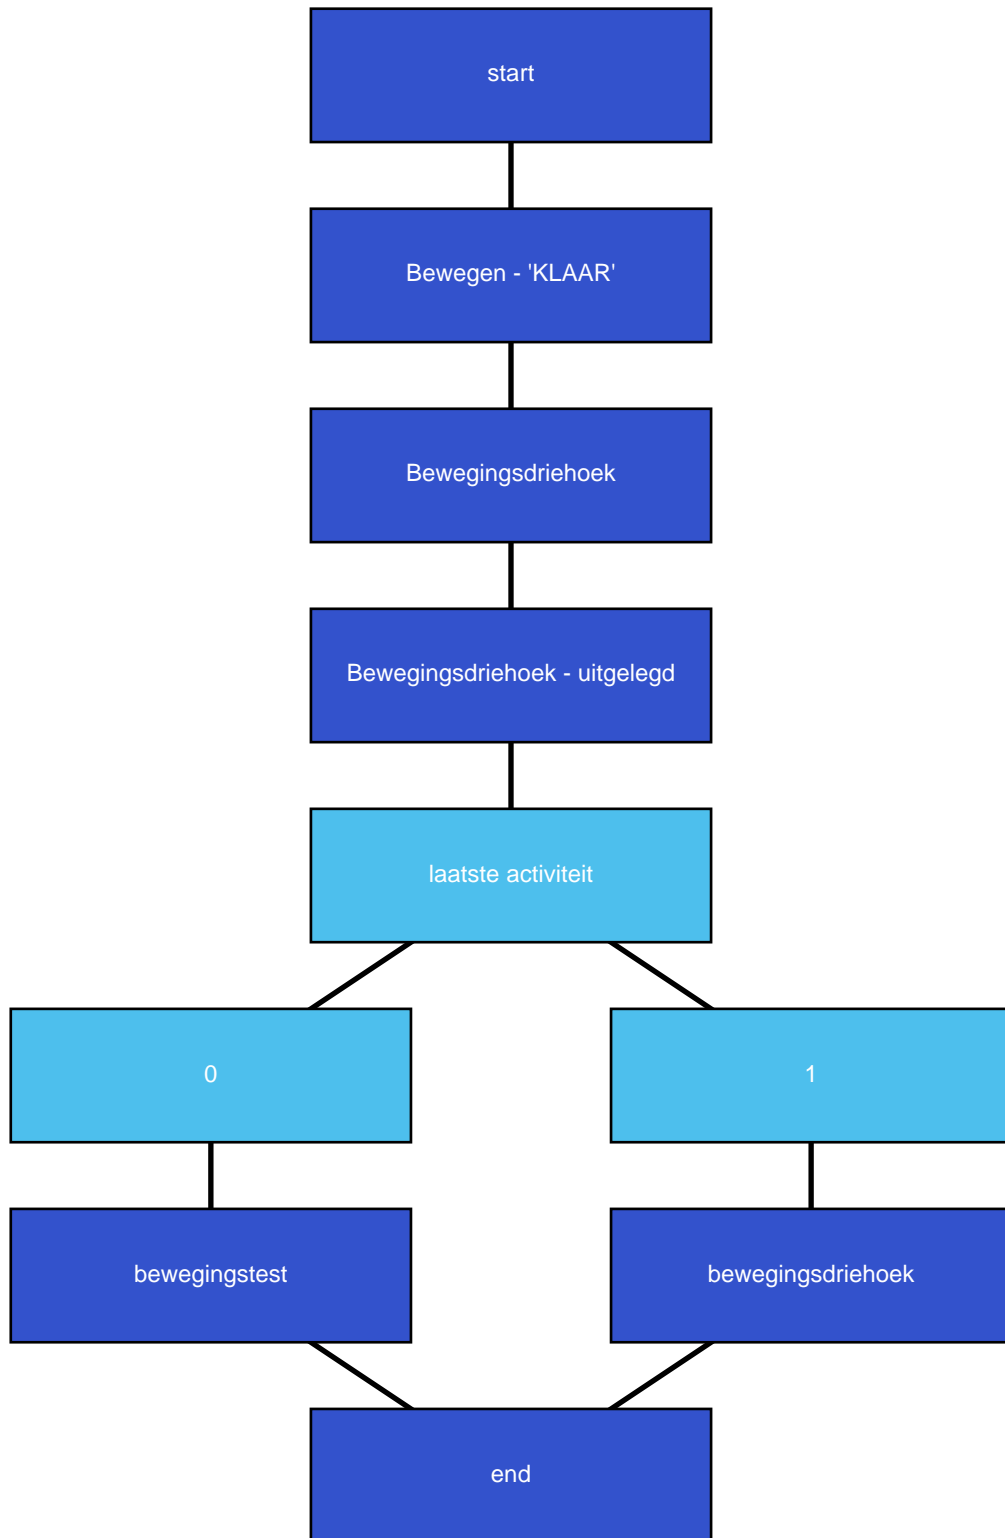 start
Bewegen - 'KLAAR'
Bewegingsdriehoek
Bewegingsdriehoek - uitgelegd
laatste activiteit
0
1
bewegingstest
bewegingsdriehoek
end